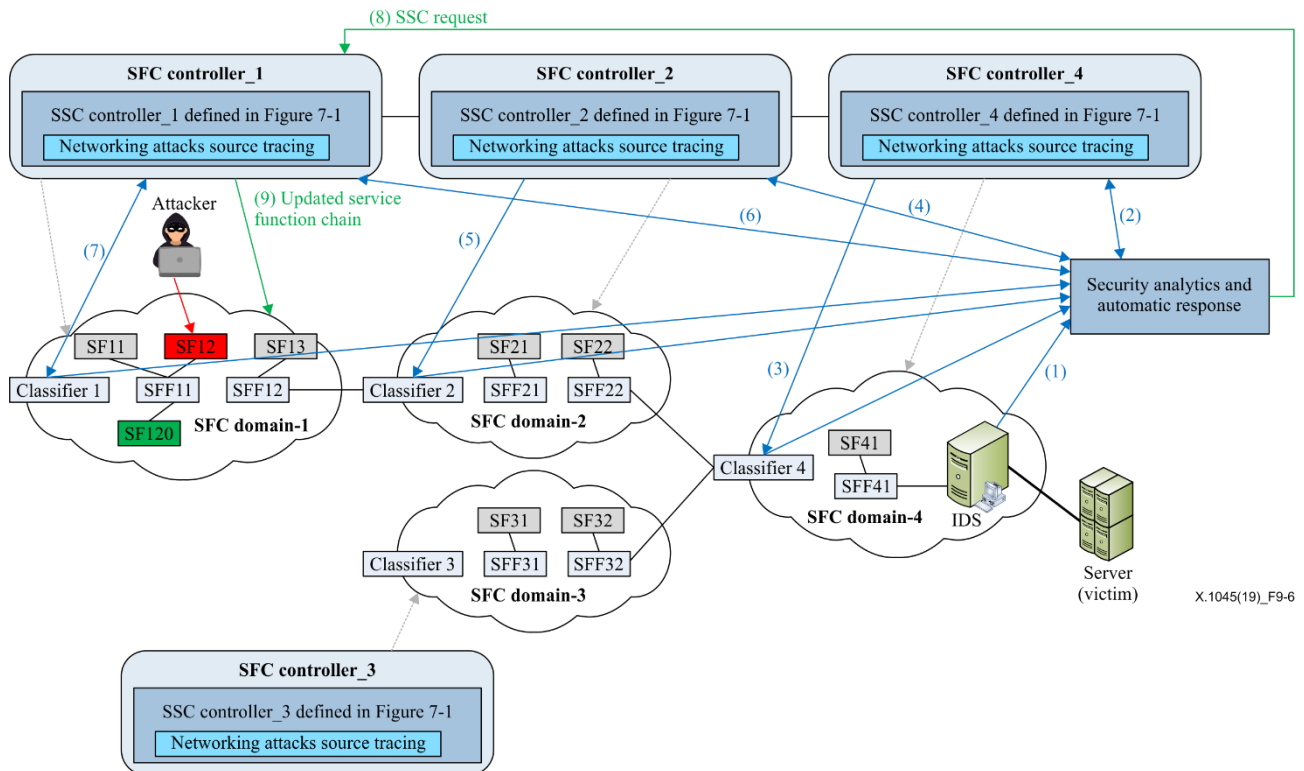 (8) SSC request
SFC controller_1
SSC controller_1 defined in Figure 7-1
Networking attacks source tracing
SFC controller_2
SSC controller_2 defined in Figure 7-1
Networking attacks source tracing
SFC controller_4
SSC controller_4 defined in Figure 7-1
Networking attacks source tracing
Attacker
(9) Updated service
function chain
(7)
(5)
(6)
(4)
(2)
(3)
(1)
Security analytics and
automatic response
SF11
SF12
SF13
Classifier 1
SFF11
SFF12
SF120
SFC domain-1
SF21
SF22
Classifier 2
SFF21
SFF22
SFC domain-2
SF31
SF32
Classifier 3
SFF31
SFF32
SFC domain-3
Classifier 4
SF41
SFF41
SFC domain-4
IDS
Server
(victim)
X.1045(19)_F9-6
SFC controller_3
SSC controller_3 defined in Figure 7-1
Networking attacks source tracing